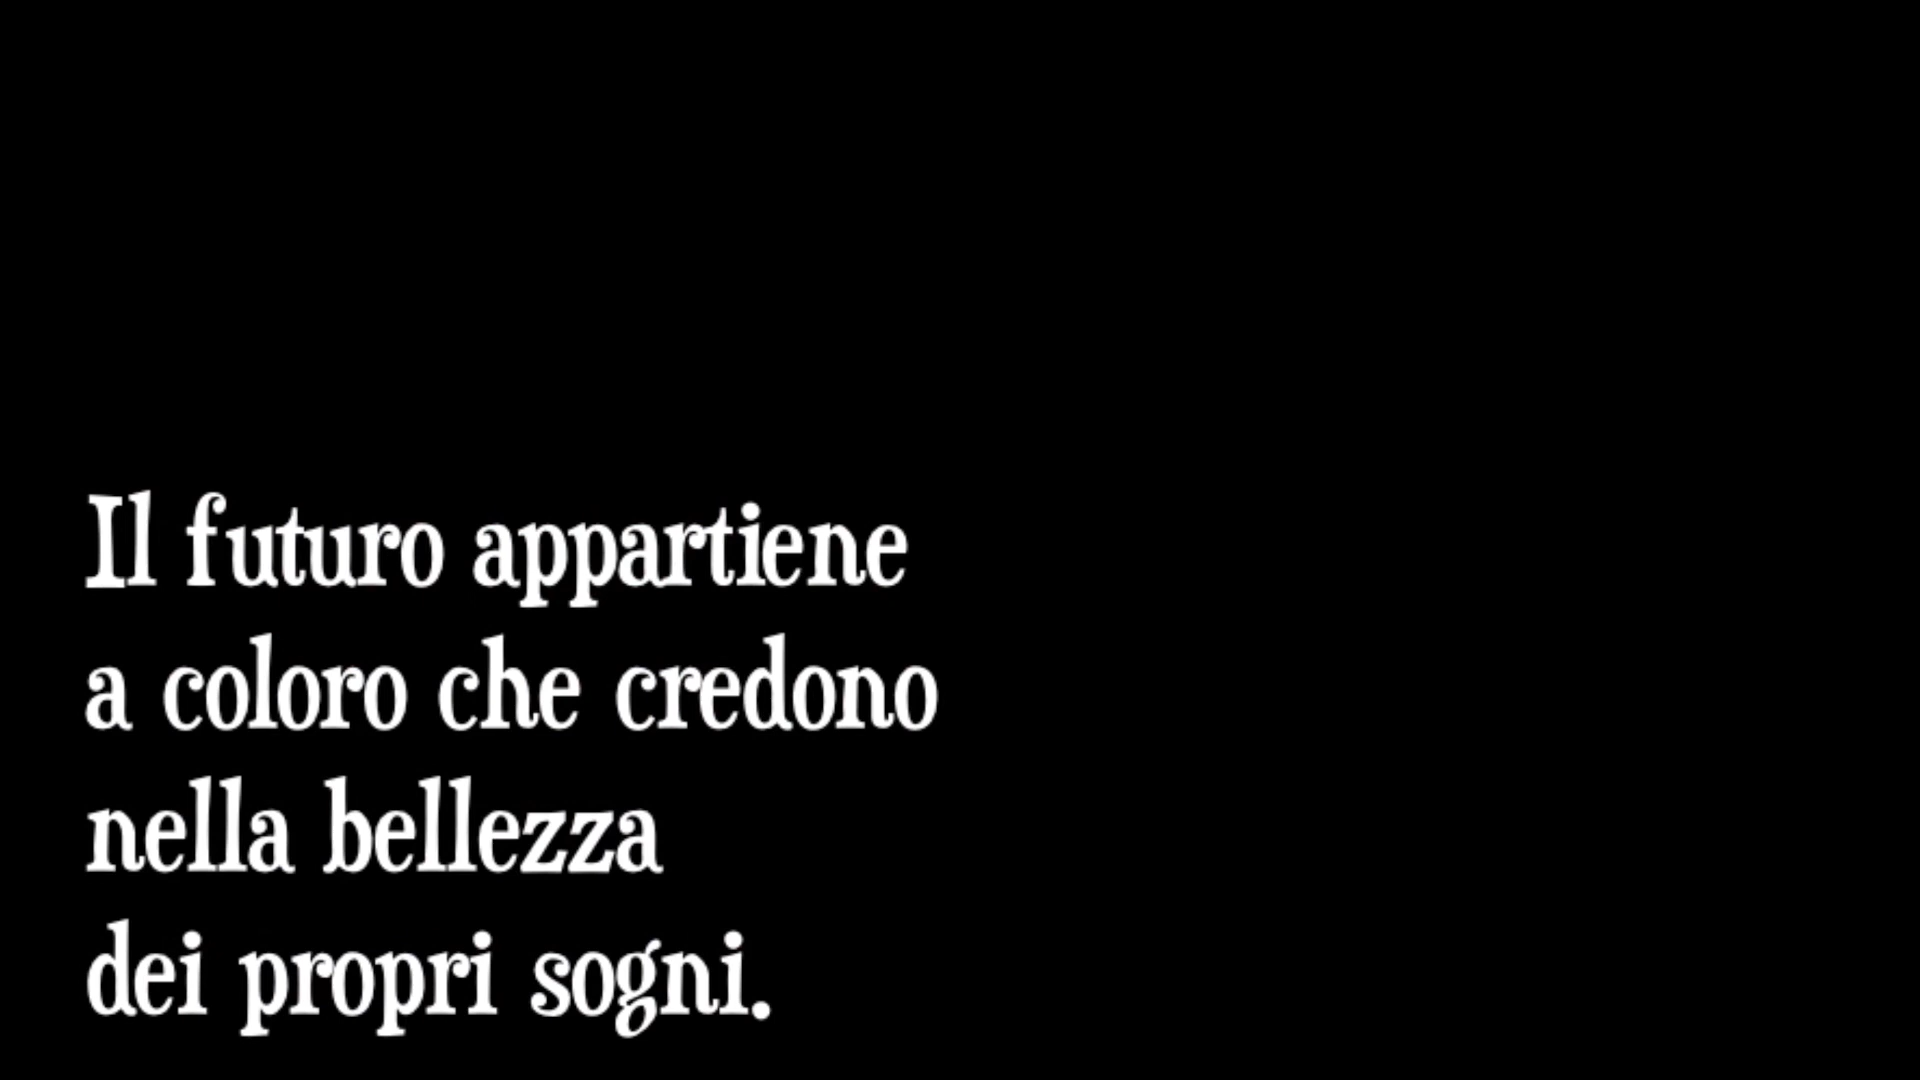 Il futuro appartiene
a coloro che credono
nella bellezza
dei propri sogni.